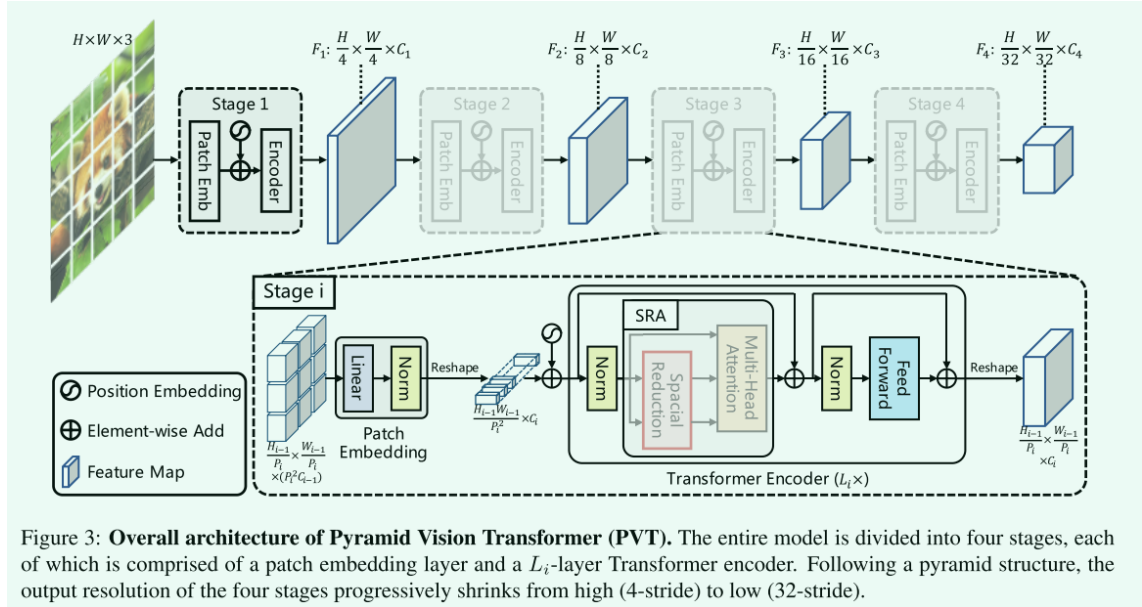 H×W×3
F₁: H/4 × W/4 × C₁
F₂: H/8 × W/8 × C₂
F₃: H/16 × W/16 × C₃
F₄: H/32 × W/32 × C₄
Stage 1
Patch Emb
Encoder
Stage 2
Patch Emb
Encoder
Stage 3
Patch Emb
Encoder
Stage 4
Patch Emb
Encoder
Stage i
Linear
Norm
Patch
Embedding
Reshape
Hᵢ₋₁/Pᵢ × Wᵢ₋₁/Pᵢ
×(Pᵢ²Cᵢ₋₁)
Hᵢ₋₁Wᵢ₋₁/Pᵢ² × Cᵢ
Norm
SRA
Spacial
Reduction
Multi-Head
Attention
Norm
Feed
Forward
Reshape
Hᵢ₋₁/Pᵢ × Wᵢ₋₁/Pᵢ
×Cᵢ
Transformer Encoder (Lᵢ×)
Position Embedding
Element-wise Add
Feature Map
Figure 3: Overall architecture of Pyramid Vision Transformer (PVT). The entire model is divided into four stages, each
of which is comprised of a patch embedding layer and a Lᵢ-layer Transformer encoder. Following a pyramid structure, the
output resolution of the four stages progressively shrinks from high (4-stride) to low (32-stride).